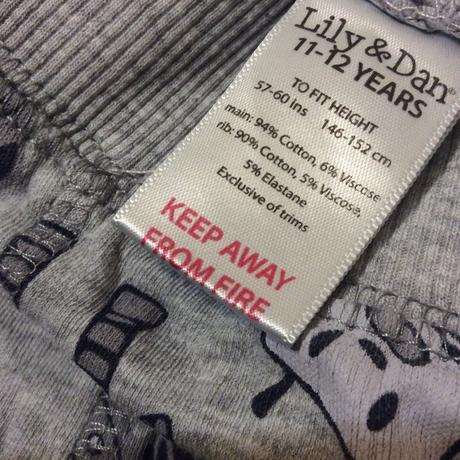 Lily & Dan®
11-12 YEARS
TO FIT HEIGHT
57-60 ins 146-152 cm
main: 94% Cotton, 6% Viscose
rib: 90% Cotton, 5% Viscose,
5% Elastane
Exclusive of trims
KEEP AWAY
FROM FIRE